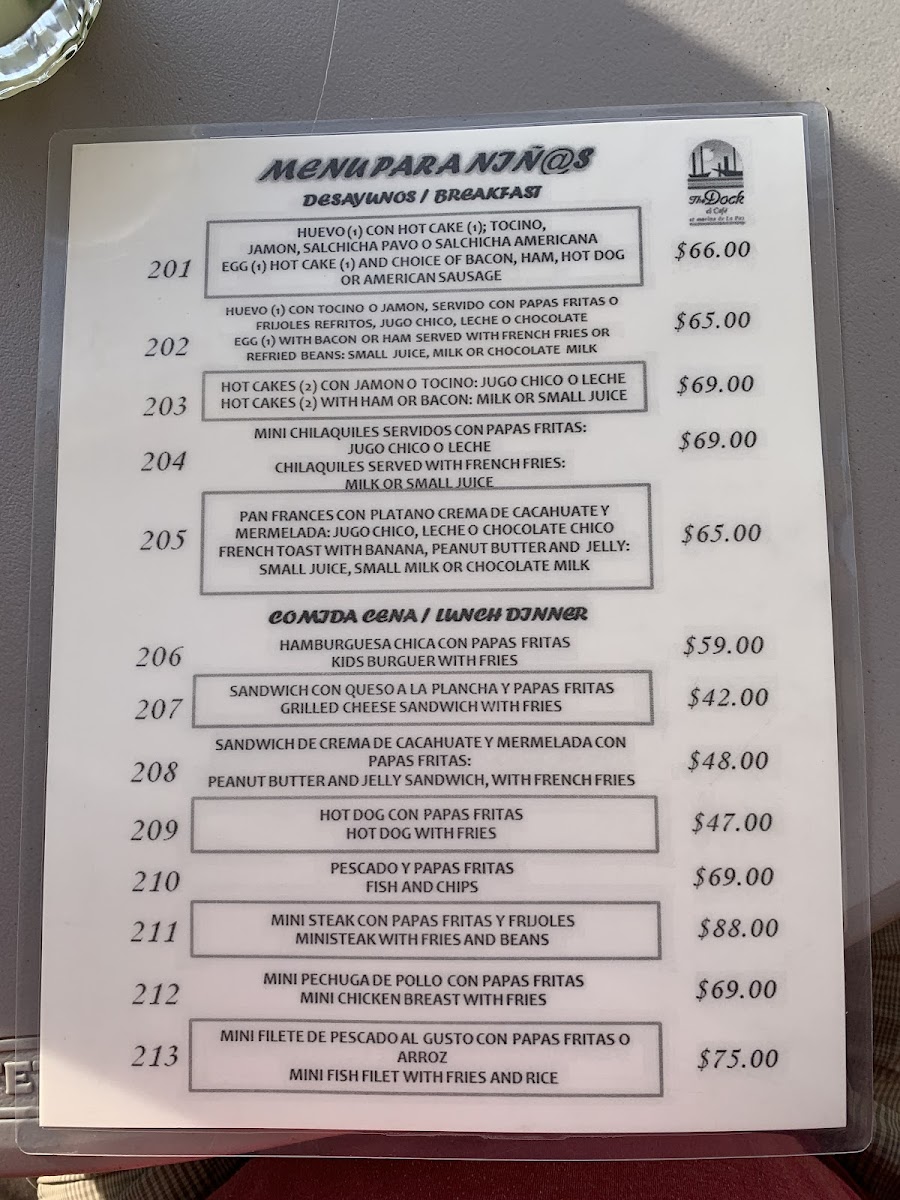 MENU PARA NIÑ@S
The Dock
el Café
at marina de La Paz
DESAYUNOS / BREAKFAST
201
HUEVO (1) CON HOT CAKE (1); TOCINO,
JAMON, SALCHICHA PAVO O SALCHICHA AMERICANA
EGG (1) HOT CAKE (1) AND CHOICE OF BACON, HAM, HOT DOG
OR AMERICAN SAUSAGE
$66.00
202
HUEVO (1) CON TOCINO O JAMON, SERVIDO CON PAPAS FRITAS O
FRIJOLES REFRITOS, JUGO CHICO, LECHE O CHOCOLATE
EGG (1) WITH BACON OR HAM SERVED WITH FRENCH FRIES OR
REFRIED BEANS: SMALL JUICE, MILK OR CHOCOLATE MILK
$65.00
203
HOT CAKES (2) CON JAMON O TOCINO: JUGO CHICO O LECHE
HOT CAKES (2) WITH HAM OR BACON: MILK OR SMALL JUICE
$69.00
204
MINI CHILAQUILES SERVIDOS CON PAPAS FRITAS:
JUGO CHICO O LECHE
CHILAQUILES SERVED WITH FRENCH FRIES:
MILK OR SMALL JUICE
$69.00
205
PAN FRANCES CON PLATANO CREMA DE CACAHUATE Y
MERMELADA: JUGO CHICO, LECHE O CHOCOLATE CHICO
FRENCH TOAST WITH BANANA, PEANUT BUTTER AND JELLY:
SMALL JUICE, SMALL MILK OR CHOCOLATE MILK
$65.00
COMIDA CENA / LUNCH DINNER
206
HAMBURGUESA CHICA CON PAPAS FRITAS
KIDS BURGUER WITH FRIES
$59.00
207
SANDWICH CON QUESO A LA PLANCHA Y PAPAS FRITAS
GRILLED CHEESE SANDWICH WITH FRIES
$42.00
208
SANDWICH DE CREMA DE CACAHUATE Y MERMELADA CON
PAPAS FRITAS:
PEANUT BUTTER AND JELLY SANDWICH, WITH FRENCH FRIES
$48.00
209
HOT DOG CON PAPAS FRITAS
HOT DOG WITH FRIES
$47.00
210
PESCADO Y PAPAS FRITAS
FISH AND CHIPS
$69.00
211
MINI STEAK CON PAPAS FRITAS Y FRIJOLES
MINISTEAK WITH FRIES AND BEANS
$88.00
212
MINI PECHUGA DE POLLO CON PAPAS FRITAS
MINI CHICKEN BREAST WITH FRIES
$69.00
213
MINI FILETE DE PESCADO AL GUSTO CON PAPAS FRITAS O
ARROZ
MINI FISH FILET WITH FRIES AND RICE
$75.00